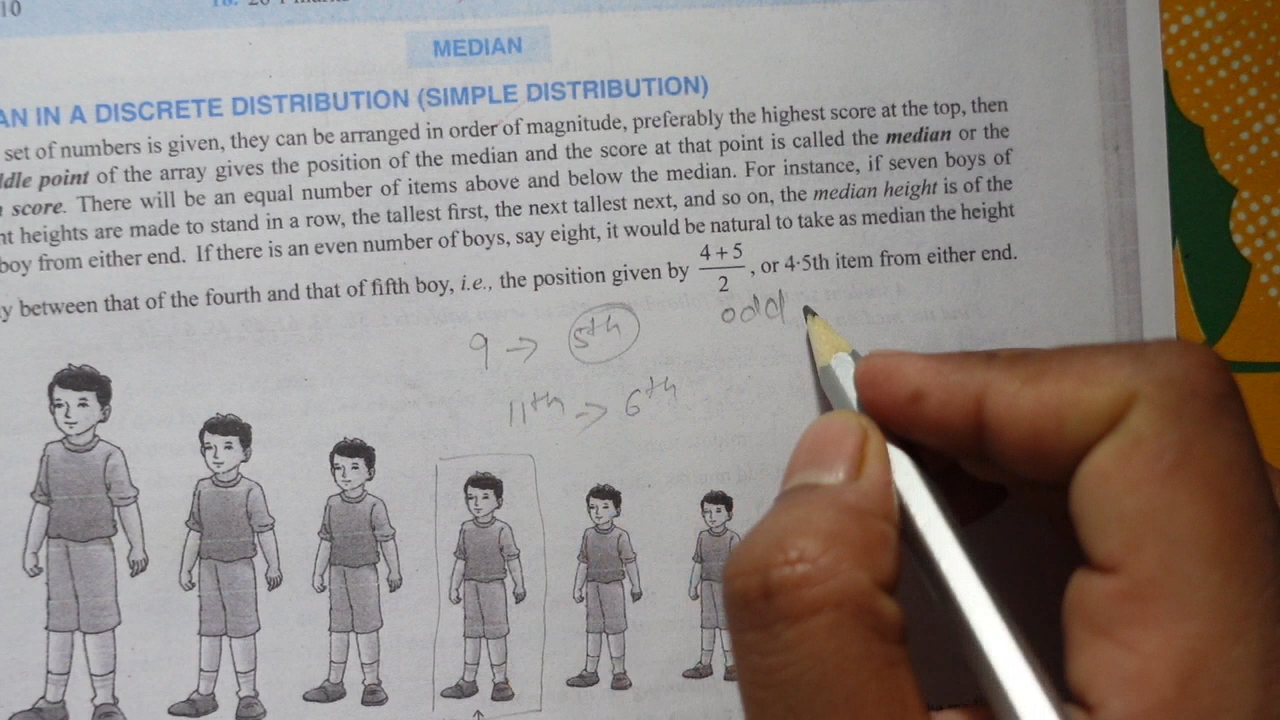 10
MEDIAN
AN IN A DISCRETE DISTRIBUTION (SIMPLE DISTRIBUTION)
set of numbers is given, they can be arranged in order of magnitude, preferably the highest score at the top, then
ddle point of the array gives the position of the median and the score at that point is called the median or the
score. There will be an equal number of items above and below the median. For instance, if seven boys of
nt heights are made to stand in a row, the tallest first, the next tallest next, and so on, the median height is of the
boy from either end. If there is an even number of boys, say eight, it would be natural to take as median the height
y between that of the fourth and that of fifth boy, i.e., the position given by 4 + 5 / 2, or 4·5th item from either end.
9 → 5th
odd
11th → 6th